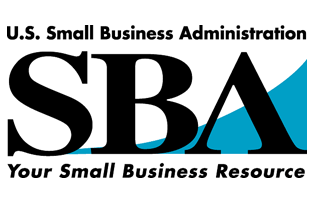 U.S. Small Business Administration
SBA
Your Small Business Resource